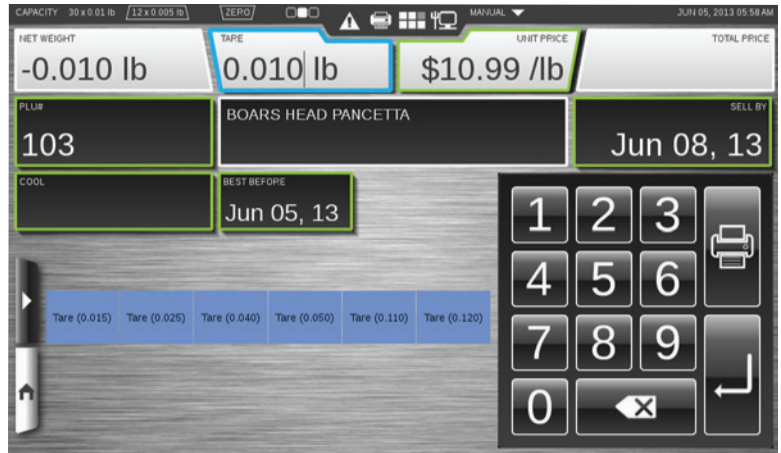 CAPACITY 30 x 0.01 lb 12 x 0.005 lb ZERO MANUAL JUN 05, 2013 05:58 AM
NET WEIGHT TARE UNIT PRICE TOTAL PRICE
-0.010 lb 0.010 lb $10.99 /lb
PLU# BOARS HEAD PANCETTA SELL BY
103 Jun 08, 13
COOL BEST BEFORE
Jun 05, 13
1 2 3
4 5 6
Tare (0.015) Tare (0.025) Tare (0.040) Tare (0.050) Tare (0.110) Tare (0.120)
7 8 9
0